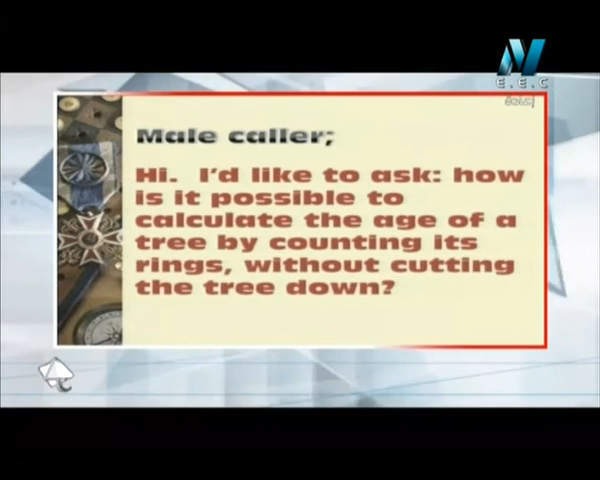 E.E.C
إعادة
Male caller;
Hi. I'd like to ask: how
is it possible to
calculate the age of a
tree by counting its
rings, without cutting
the tree down?